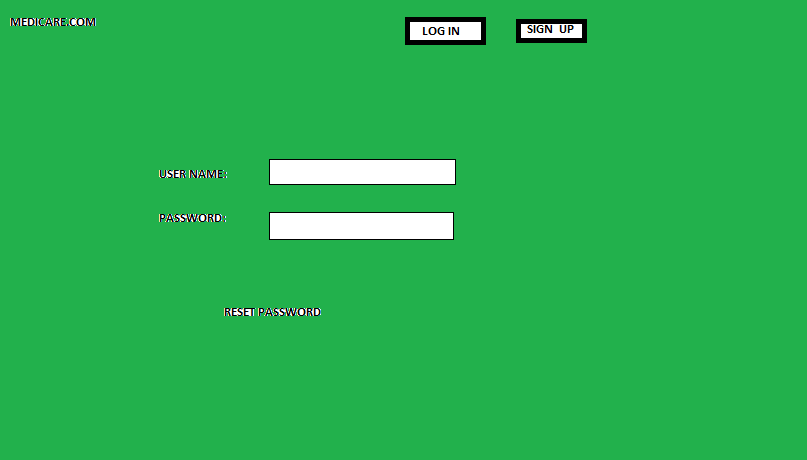 MEDICARE.COM
LOG IN
SIGN UP
USER NAME:
PASSWORD:
RESET PASSWORD